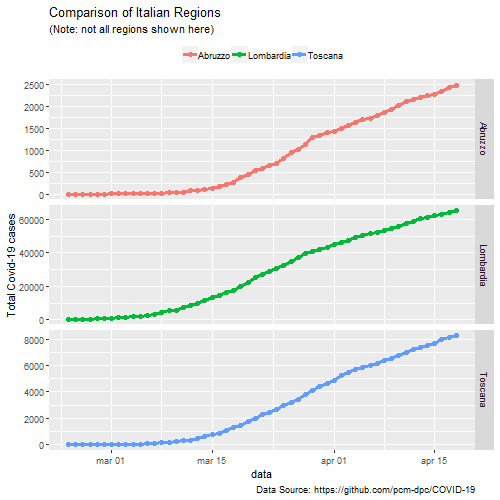 Comparison of Italian Regions
(Note: not all regions shown here)
Abruzzo Lombardia Toscana
Total Covid-19 cases
2500
2000
1500
1000
500
0
Abruzzo
60000
40000
20000
0
Lombardia
8000
6000
4000
2000
0
Toscana
mar 01 mar 15 apr 01 apr 15
data
Data Source: https://github.com/pcm-dpc/COVID-19